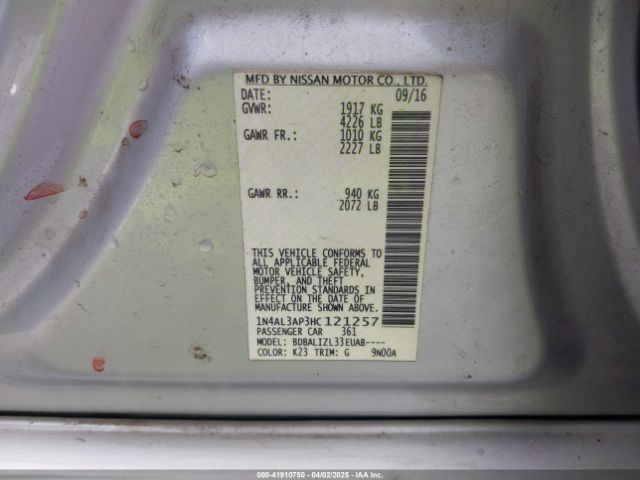 MFD BY NISSAN MOTOR CO., LTD.
DATE: 09/16
GVWR: 1917 KG
4226 LB
GAWR FR.: 1010 KG
2227 LB
GAWR RR.: 940 KG
2072 LB
THIS VEHICLE CONFORMS TO
ALL APPLICABLE FEDERAL
MOTOR VEHICLE SAFETY,
BUMPER, AND THEFT
PREVENTION STANDARDS IN
EFFECT ON THE DATE OF
MANUFACTURE SHOWN ABOVE.
1N4AL3AP3HC121257
PASSENGER CAR 361
MODEL: BDBALIZL33EUAB----
COLOR: K23 TRIM: G 9N00A
000-41910750 - 04/02/2025 - IAA Corp.